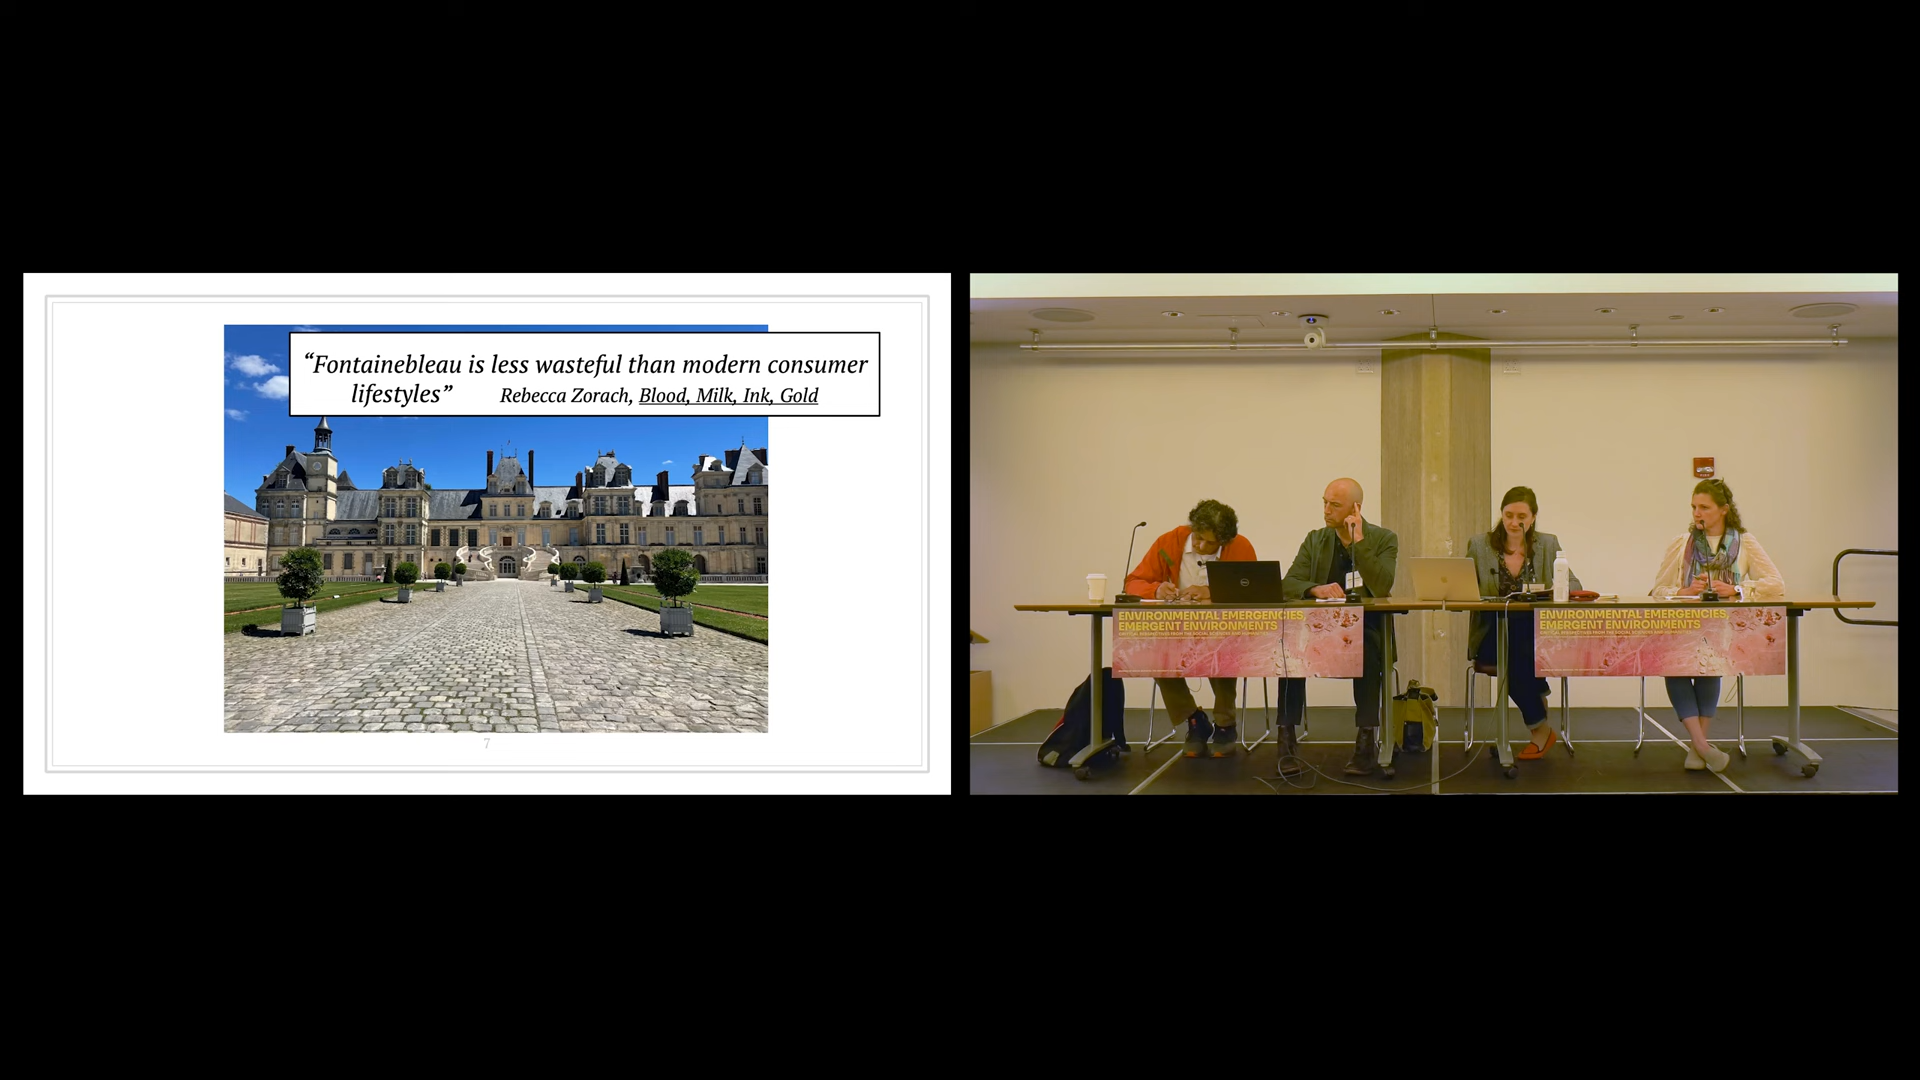 “Fontainebleau is less wasteful than modern consumer
lifestyles” Rebecca Zorach, Blood, Milk, Ink, Gold
7
ENVIRONMENTAL EMERGENCIES,
EMERGENT ENVIRONMENTS
ENVIRONMENTAL EMERGENCIES,
EMERGENT ENVIRONMENTS